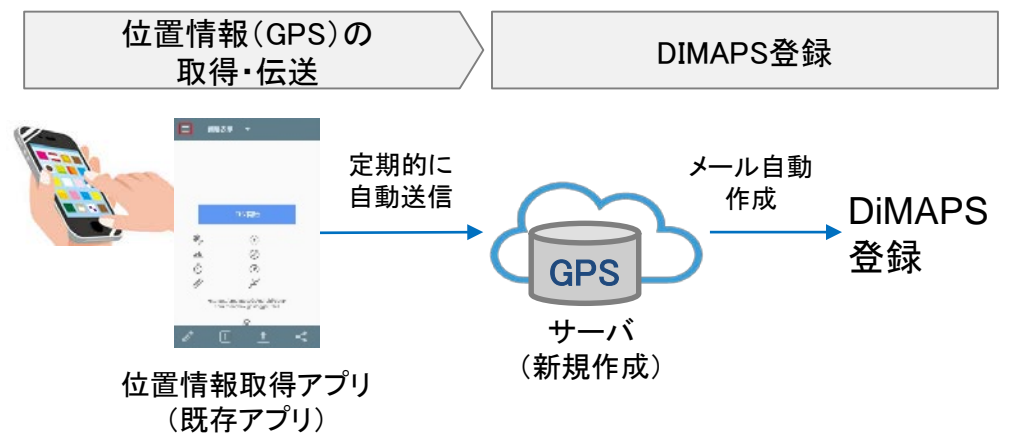 位置情報（GPS）の
取得・伝送
DIMAPS登録
定期的に
自動送信
メール自動
作成
GPS
DiMAPS
登録
サーバ
（新規作成）
位置情報取得アプリ
（既存アプリ）